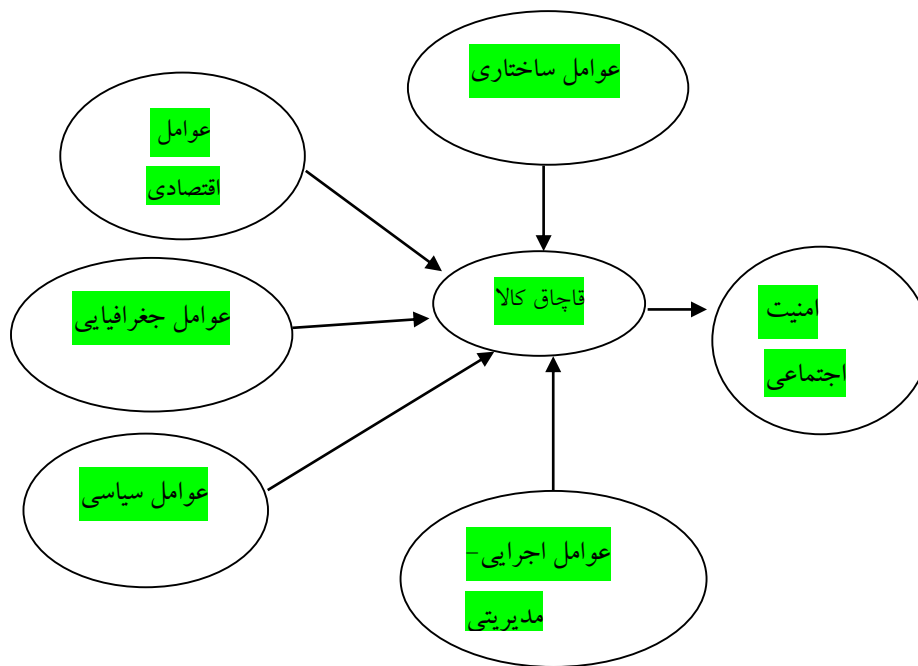 عوامل ساختاری
عوامل
اقتصادی
قاچاق کالا
عوامل جغرافیایی
امنیت
اجتماعی
عوامل سیاسی
عوامل اجرایی–
مدیریتی